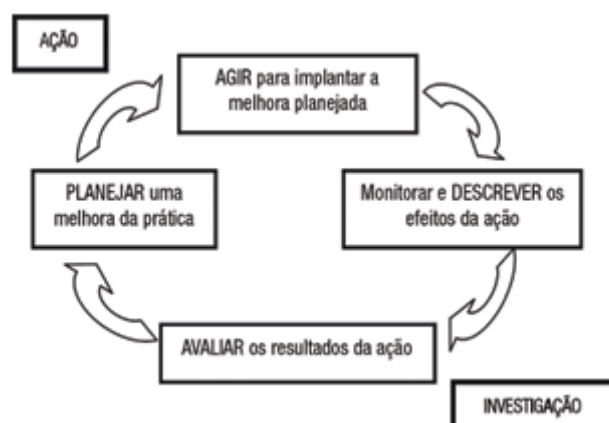 AÇÃO
AGIR para implantar a
melhora planejada
PLANEJAR uma
melhora da prática
Monitorar e DESCREVER os
efeitos da ação
AVALIAR os resultados da ação
INVESTIGAÇÃO